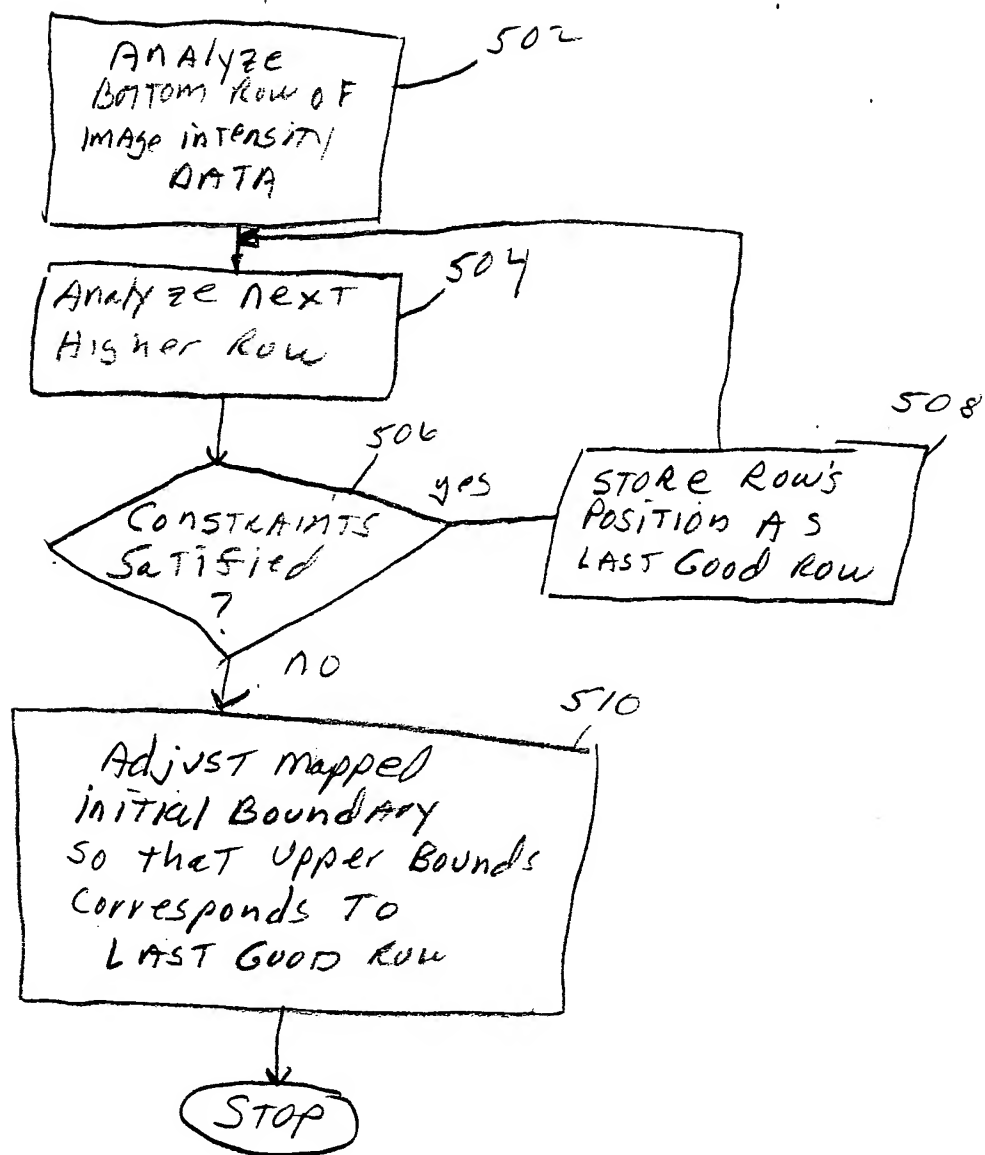 Analyze
Bottom Row of
Image intensity
DATA
502
Analyze next
Higher Row
504
Constraints
Satified
?
506
yes
STORE ROW'S
POSITION AS
LAST Good ROW
508
no
Adjust mapped
initial Boundary
so that Upper Bounds
Corresponds To
LAST GOOD ROW
510
STOP